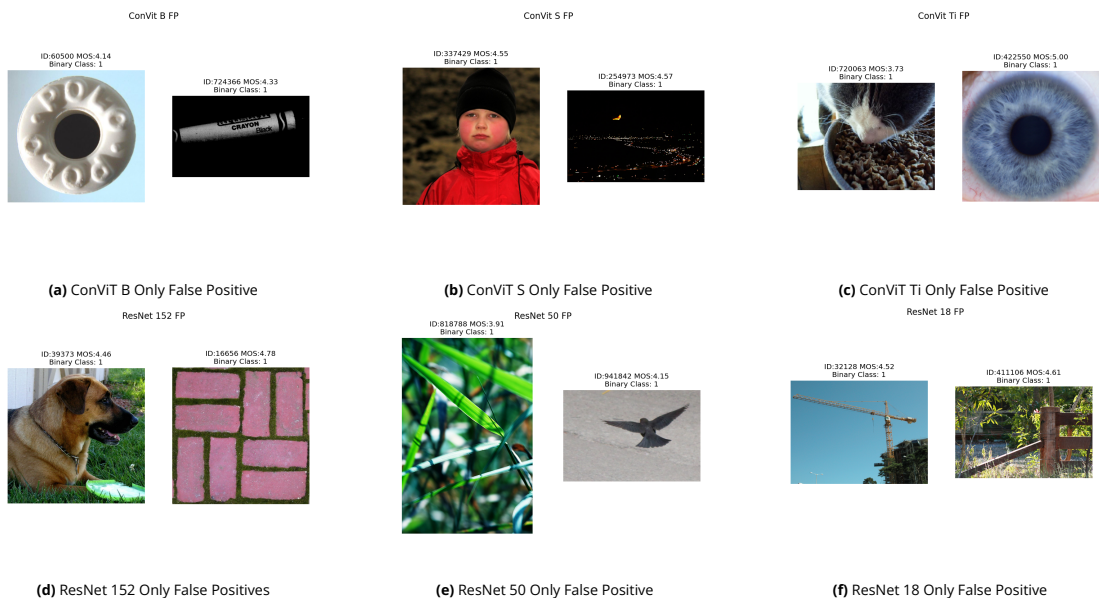 ConVit B FP
ID:60500 MOS:4.14
Binary Class: 1
ID:724366 MOS:4.33
Binary Class: 1
POLO
POLO
CRAYON
Black
(a) ConViT B Only False Positive
ConVit S FP
ID:337429 MOS:4.55
Binary Class: 1
ID:254973 MOS:4.57
Binary Class: 1
(b) ConViT S Only False Positive
ConVit Ti FP
ID:720063 MOS:3.73
Binary Class: 1
ID:422550 MOS:5.00
Binary Class: 1
(c) ConViT Ti Only False Positive
ResNet 152 FP
ID:39373 MOS:4.46
Binary Class: 1
ID:16656 MOS:4.78
Binary Class: 1
(d) ResNet 152 Only False Positives
ResNet 50 FP
ID:818788 MOS:3.91
Binary Class: 1
ID:941842 MOS:4.15
Binary Class: 1
(e) ResNet 50 Only False Positive
ResNet 18 FP
ID:32128 MOS:4.52
Binary Class: 1
ID:411106 MOS:4.61
Binary Class: 1
(f) ResNet 18 Only False Positive